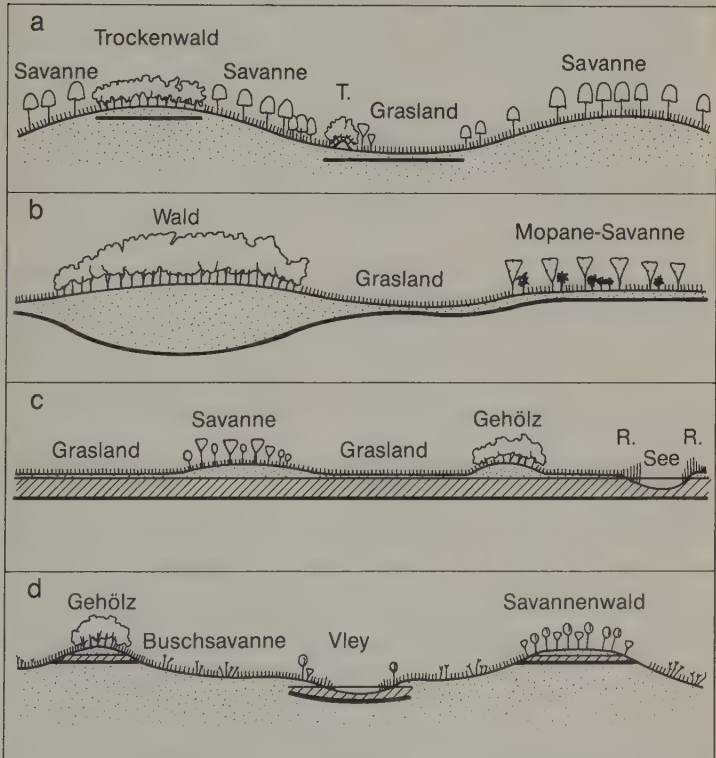 a
Trockenwald
Savanne Savanne T. Grasland Savanne
b
Wald
Grasland
Mopane-Savanne
c
Grasland Savanne Grasland Gehölz R. See R.
d
Gehölz
Buschsavanne Vley
Savannenwald